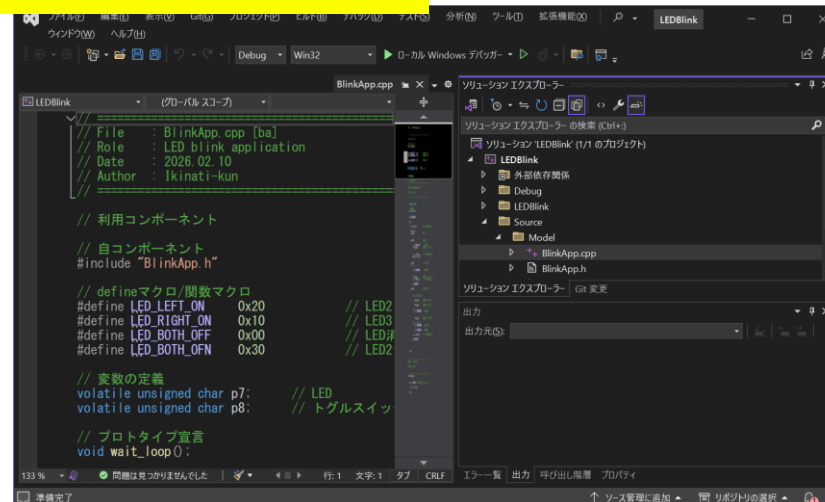 ファイル(F) 編集(E) 表示(V) Git(G) プロジェクト(P) ビルド(B) デバッグ(D) テスト(S) 分析(N) ツール(T) 拡張機能(X) LEDBlink
ウィンドウ(W) ヘルプ(H)
Debug Win32 ローカル Windows デバッガー
BlinkApp.cpp
LEDBlink (グローバル スコープ)
// File : BlinkApp.cpp [ba]
// Role : LED blink application
// Date : 2026.02.10
// Author : Ikinati-kun
// 利用コンポーネント
// 自コンポーネント
#include "BlinkApp.h"
// defineマクロ/関数マクロ
#define LED_LEFT_ON 0x20 // LED2
#define LED_RIGHT_ON 0x10 // LED3
#define LED_BOTH_OFF 0x00 // LED消
#define LED_BOTH_OFN 0x30 // LED2
// 変数の定義
volatile unsigned char p7; // LED
volatile unsigned char p8; // トグルスイッ
// プロトタイプ宣言
void wait_loop();
133 % 問題は見つかりませんでした 行: 1 文字: 1 タブ CRLF
ソリューション エクスプローラー
ソリューション エクスプローラー の検索 (Ctrl+:)
ソリューション 'LEDBlink' (1/1 のプロジェクト)
LEDBlink
外部依存関係
Debug
LEDBlink
Source
Model
BlinkApp.cpp
BlinkApp.h
ソリューション エクスプローラー Git 変更
出力
出力元(S):
エラー一覧 出力 呼び出し階層 プロパティ
準備完了 ソース管理に追加 リポジトリの選択